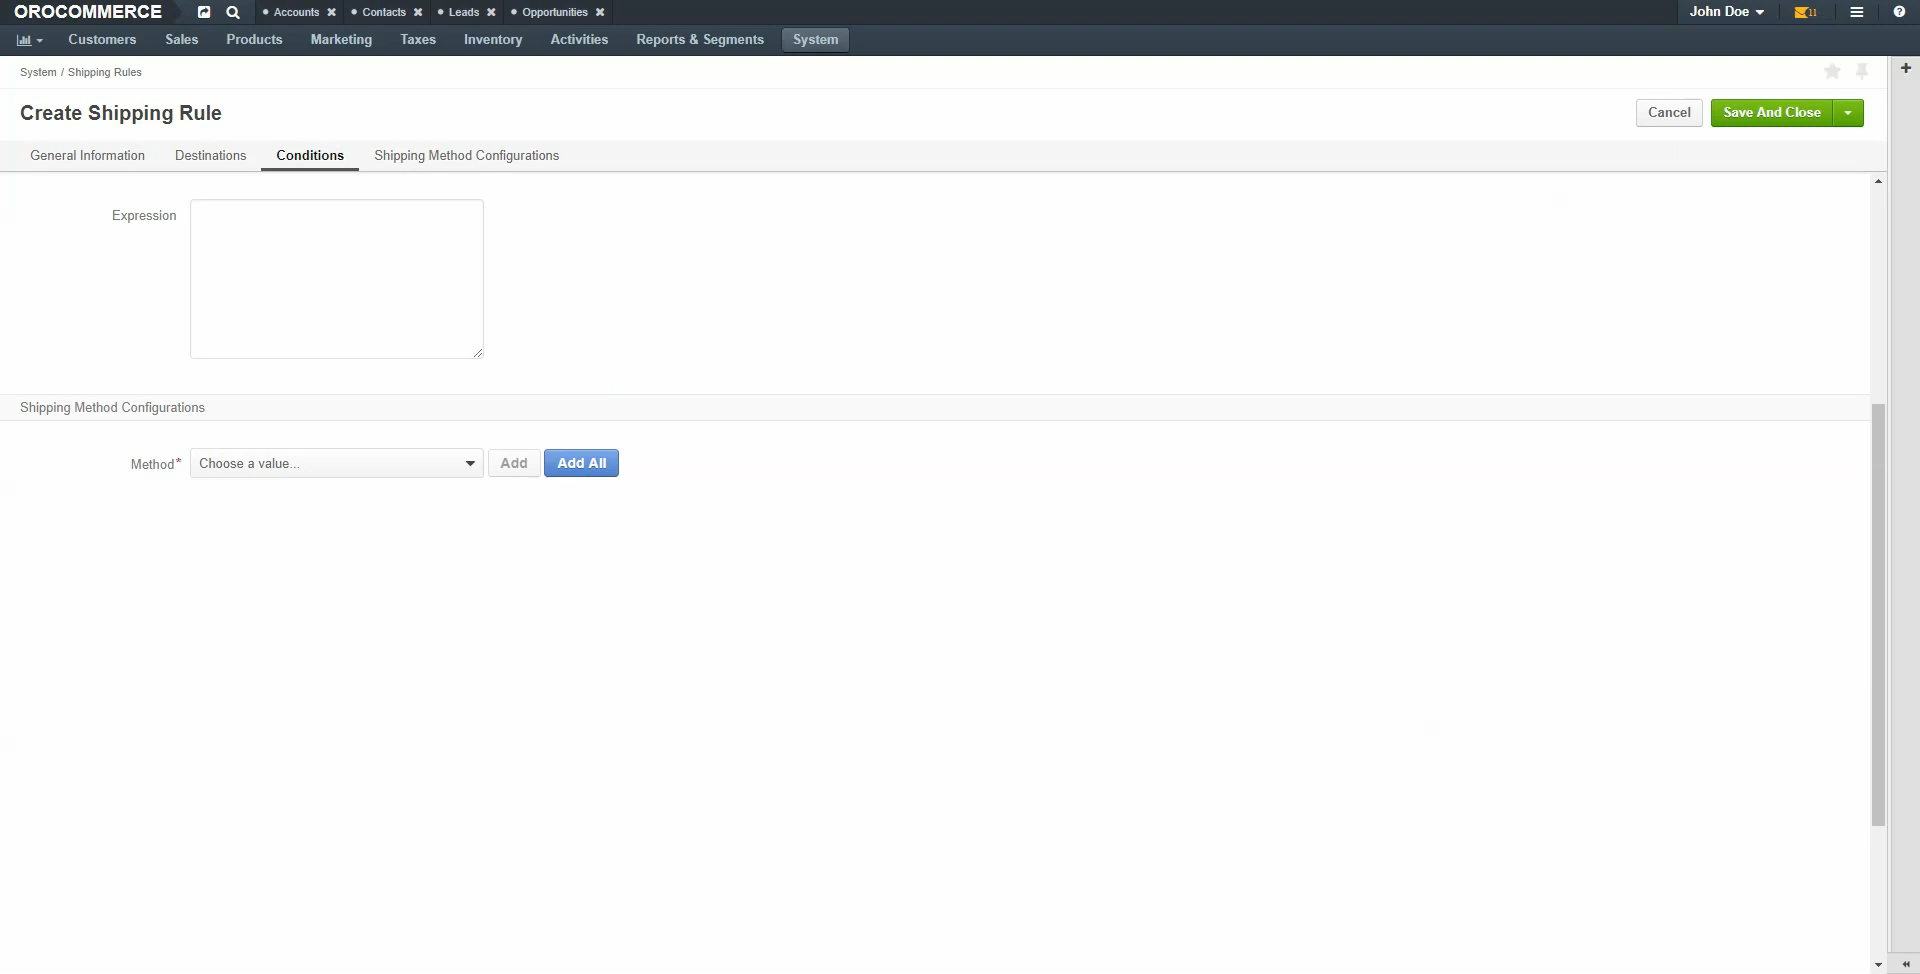 OROCOMMERCE Accounts Contacts Leads Opportunities John Doe 11
Customers Sales Products Marketing Taxes Inventory Activities Reports & Segments System
System / Shipping Rules
Create Shipping Rule Cancel Save And Close
General Information Destinations Conditions Shipping Method Configurations
Expression
Shipping Method Configurations
Method* Choose a value... Add Add All